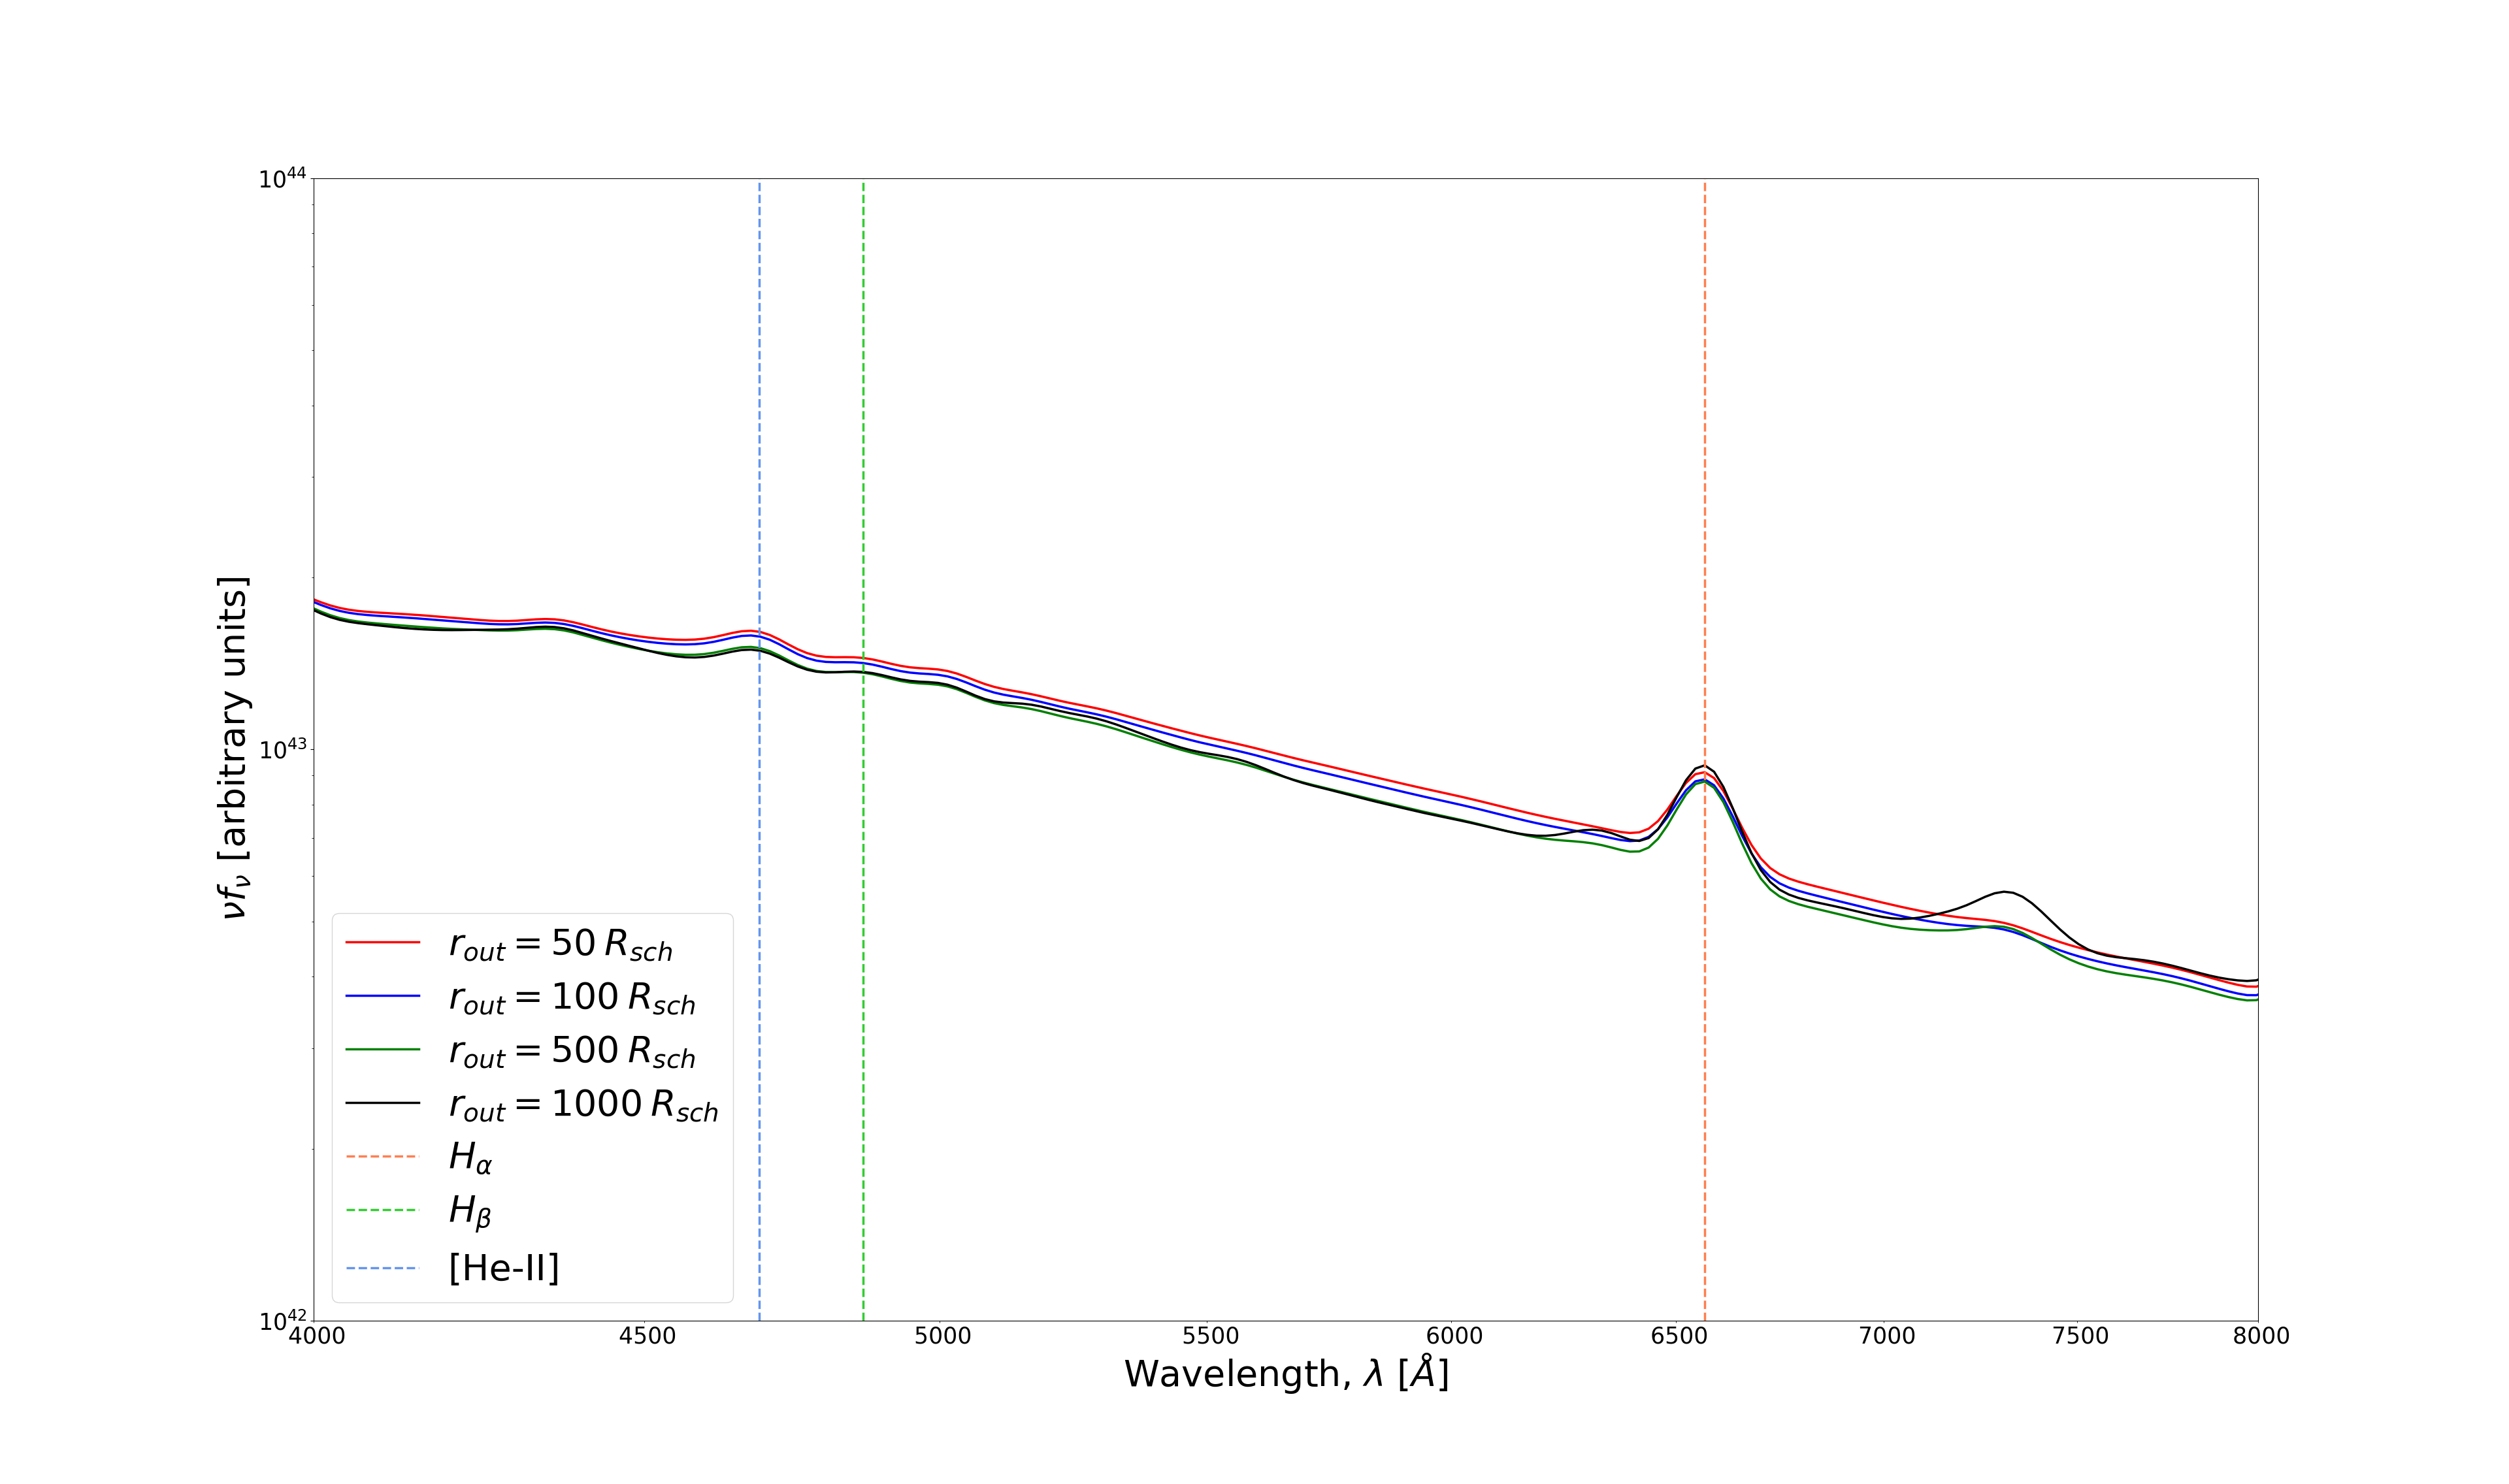 10^44
10^43
10^42
νf_ν [arbitrary units]
r_out = 50 R_sch
r_out = 100 R_sch
r_out = 500 R_sch
r_out = 1000 R_sch
H_α
H_β
[He-II]
4000 4500 5000 5500 6000 6500 7000 7500 8000
Wavelength, λ [Å]